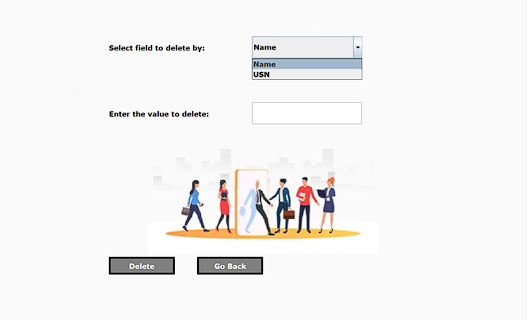 Select field to delete by:
Name
Name
USN
Enter the value to delete:
Delete
Go Back